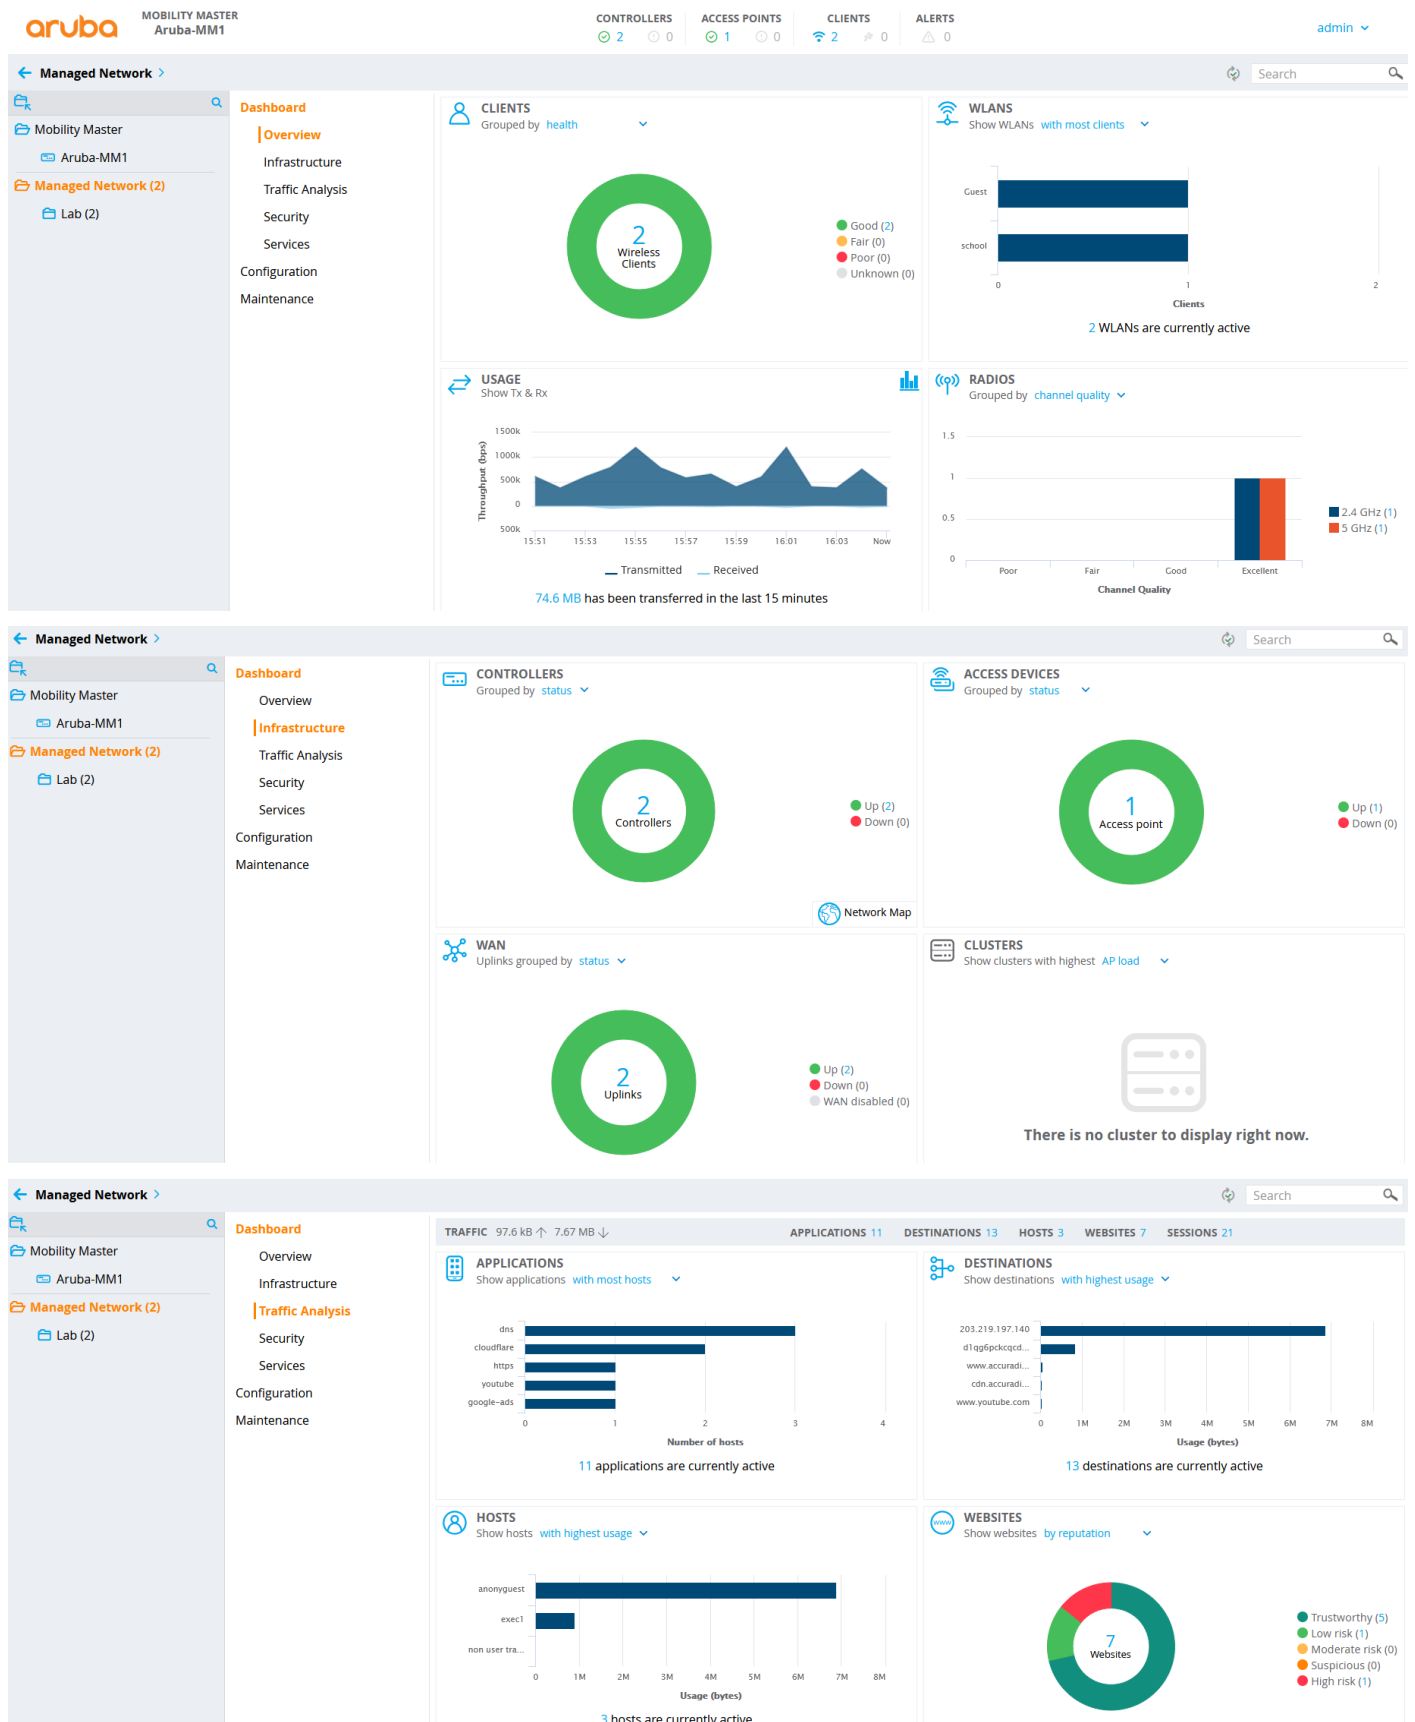 aruba
MOBILITY MASTER
Aruba-MM1
CONTROLLERS ACCESS POINTS CLIENTS ALERTS
2 0 1 0 2 0 0
admin
Managed Network
Search
Mobility Master
Aruba-MM1
Managed Network (2)
Lab (2)
Dashboard
Overview
Infrastructure
Traffic Analysis
Security
Services
Configuration
Maintenance
CLIENTS
Grouped by health
2
Wireless
Clients
Good (2)
Fair (0)
Poor (0)
Unknown (0)
WLANS
Show WLANs with most clients
Guest
school
0 1 2
Clients
2 WLANs are currently active
USAGE
Show Tx & Rx
Throughput (bps)
1500k
1000k
500k
0
500k
15:51 15:53 15:55 15:57 15:59 16:01 16:03 Now
Transmitted Received
74.6 MB has been transferred in the last 15 minutes
RADIOS
Grouped by channel quality
1.5
1
0.5
0
Poor Fair Good Excellent
Channel Quality
2.4 GHz (1)
5 GHz (1)
Managed Network
Search
Mobility Master
Aruba-MM1
Managed Network (2)
Lab (2)
Dashboard
Overview
Infrastructure
Traffic Analysis
Security
Services
Configuration
Maintenance
CONTROLLERS
Grouped by status
2
Controllers
Up (2)
Down (0)
Network Map
ACCESS DEVICES
Grouped by status
1
Access point
Up (1)
Down (0)
WAN
Uplinks grouped by status
2
Uplinks
Up (2)
Down (0)
WAN disabled (0)
CLUSTERS
Show clusters with highest AP load
There is no cluster to display right now.
Managed Network
Search
Mobility Master
Aruba-MM1
Managed Network (2)
Lab (2)
Dashboard
Overview
Infrastructure
Traffic Analysis
Security
Services
Configuration
Maintenance
TRAFFIC 97.6 kB 7.67 MB APPLICATIONS 11 DESTINATIONS 13 HOSTS 3 WEBSITES 7 SESSIONS 21
APPLICATIONS
Show applications with most hosts
dns
cloudflare
https
youtube
google-ads
0 1 2 3 4
Number of hosts
11 applications are currently active
DESTINATIONS
Show destinations with highest usage
203.219.197.140
d1qg6pckcqcd...
www.accuradi...
cdn.accuradi...
www.youtube.com
0 1M 2M 3M 4M 5M 6M 7M 8M
Usage (bytes)
13 destinations are currently active
HOSTS
Show hosts with highest usage
anonyguest
exec1
non user tra...
0 1M 2M 3M 4M 5M 6M 7M 8M
Usage (bytes)
3 hosts are currently active
WEBSITES
Show websites by reputation
WWW
7
Websites
Trustworthy (5)
Low risk (1)
Moderate risk (0)
Suspicious (0)
High risk (1)